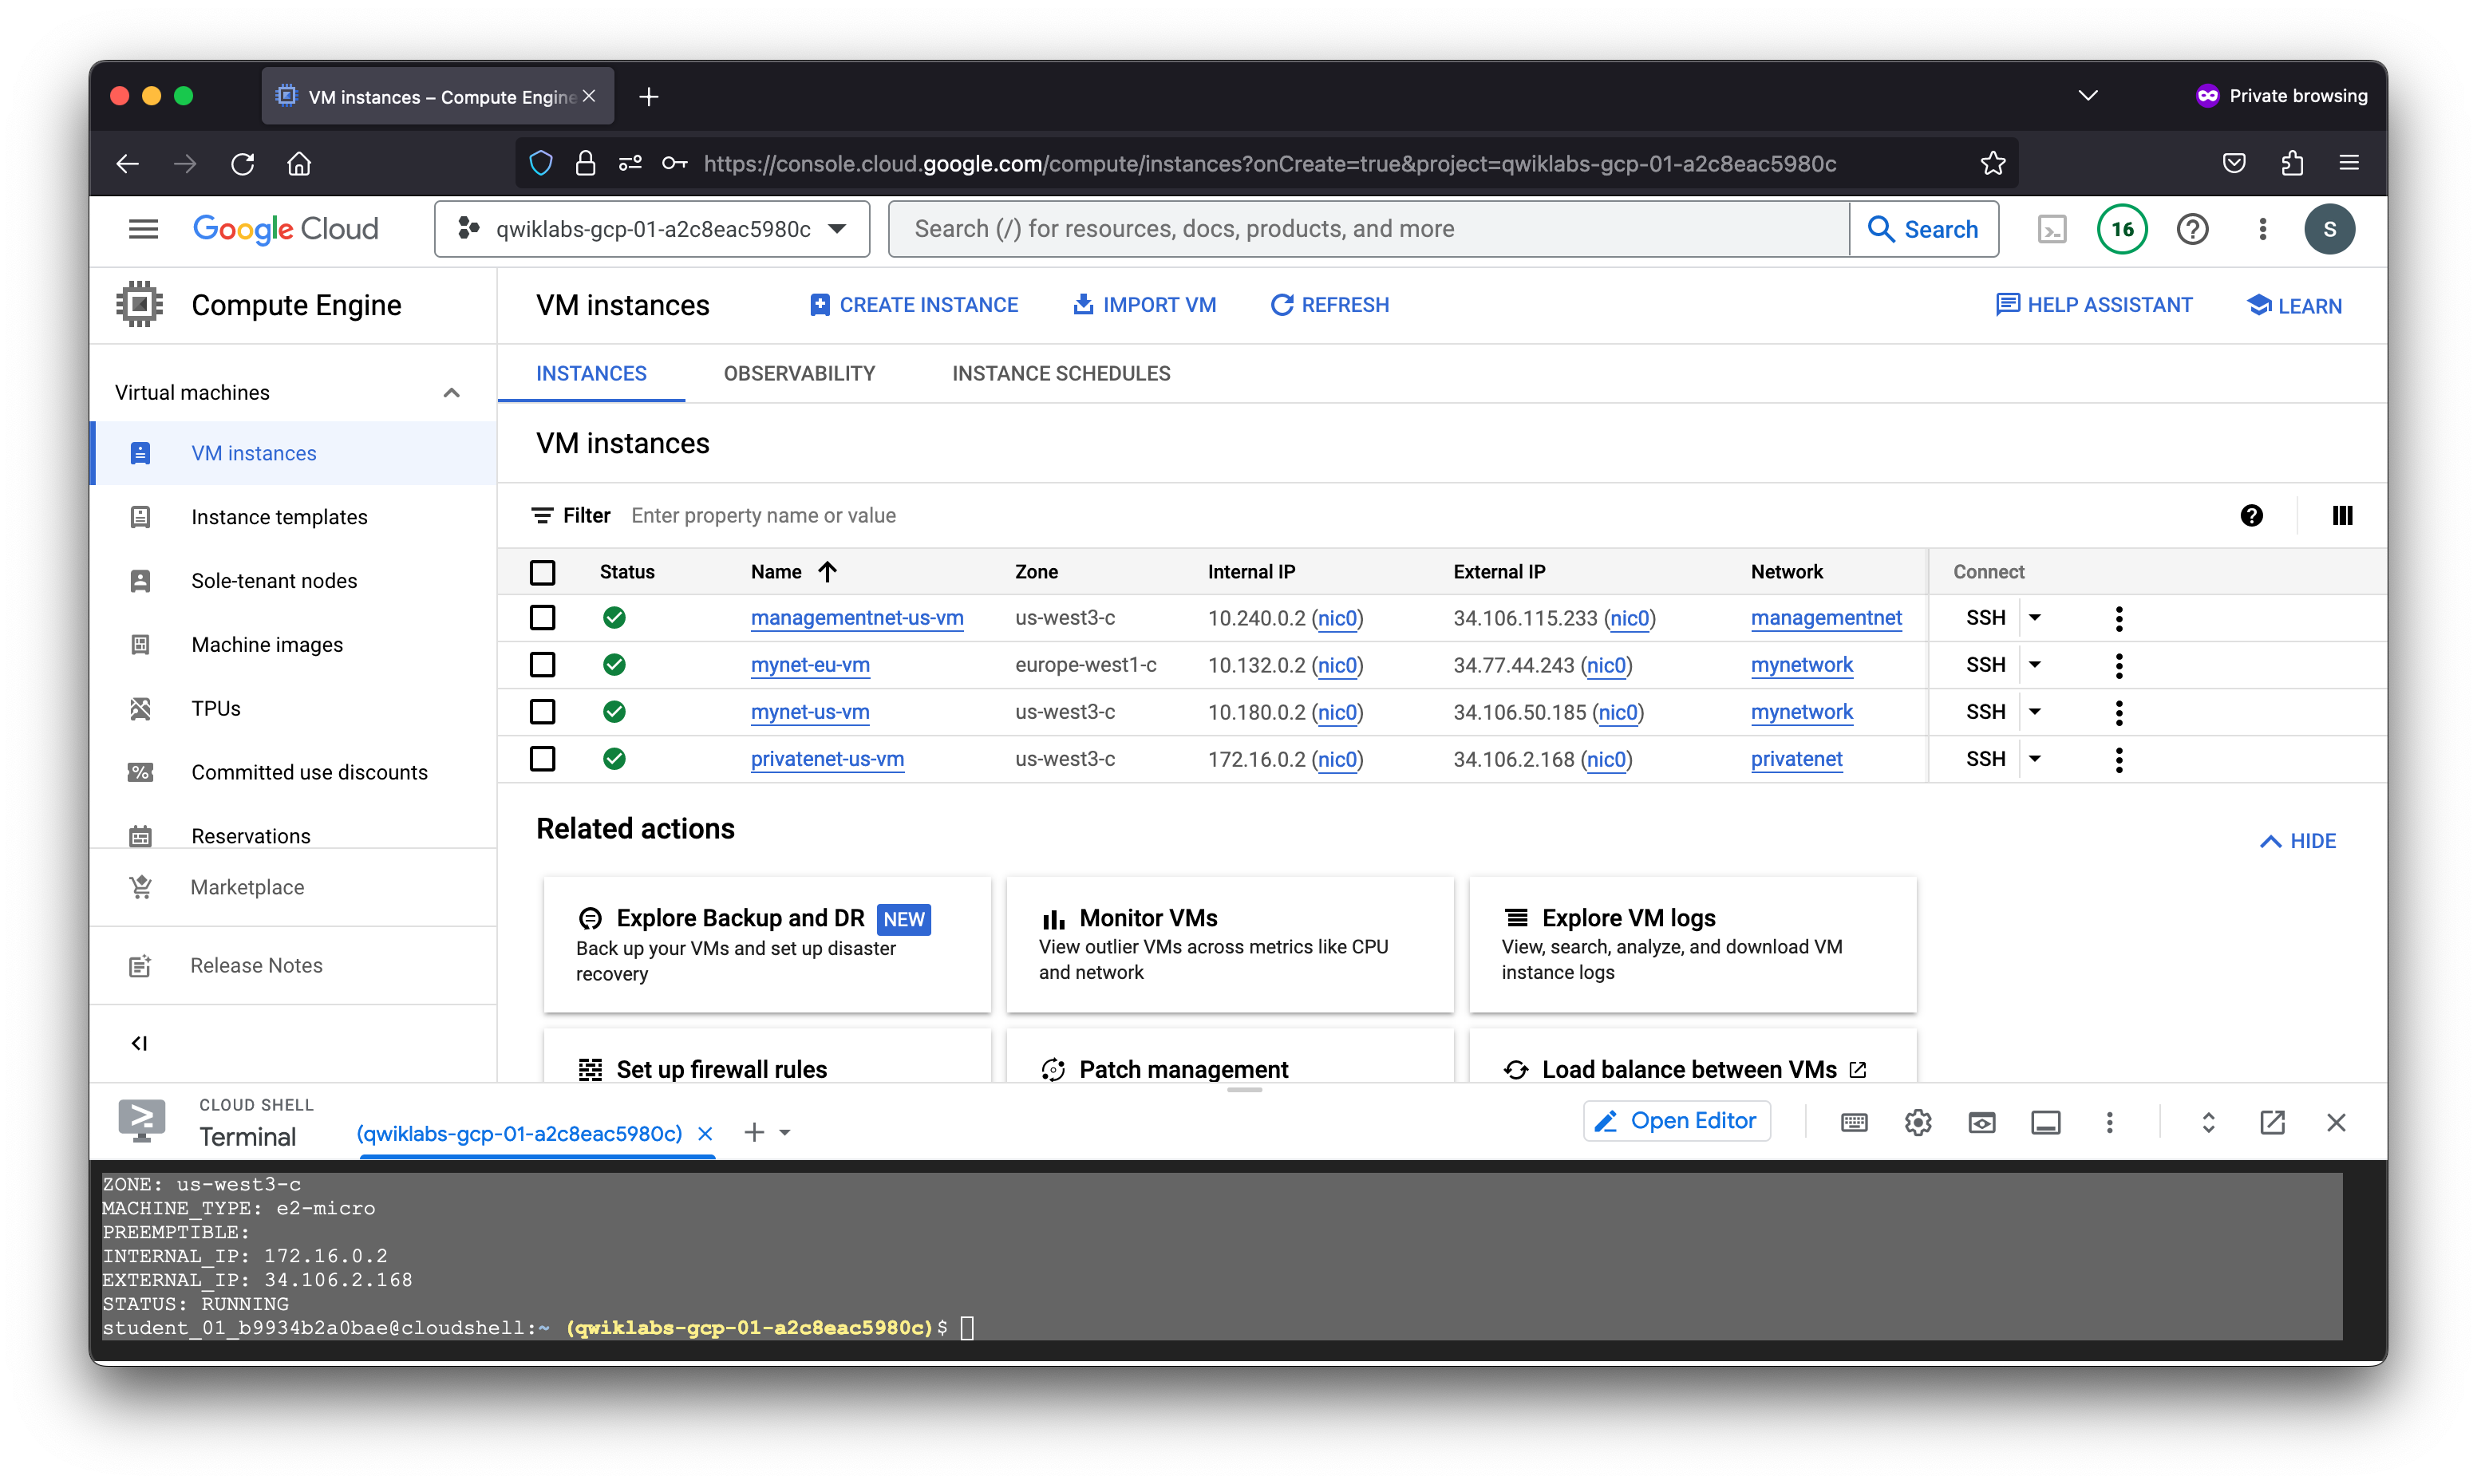 VM instances – Compute Engine
Private browsing
https://console.cloud.google.com/compute/instances?onCreate=true&project=qwiklabs-gcp-01-a2c8eac5980c
Google Cloud
qwiklabs-gcp-01-a2c8eac5980c
Search (/) for resources, docs, products, and more
Search
16
S
Compute Engine
VM instances
CREATE INSTANCE
IMPORT VM
REFRESH
HELP ASSISTANT
LEARN
Virtual machines
VM instances
Instance templates
Sole-tenant nodes
Machine images
TPUs
Committed use discounts
Reservations
Marketplace
Release Notes
INSTANCES OBSERVABILITY INSTANCE SCHEDULES
VM instances
Filter Enter property name or value
Status Name Zone Internal IP External IP Network Connect
managementnet-us-vm us-west3-c 10.240.0.2 (nic0) 34.106.115.233 (nic0) managementnet SSH
mynet-eu-vm europe-west1-c 10.132.0.2 (nic0) 34.77.44.243 (nic0) mynetwork SSH
mynet-us-vm us-west3-c 10.180.0.2 (nic0) 34.106.50.185 (nic0) mynetwork SSH
privatenet-us-vm us-west3-c 172.16.0.2 (nic0) 34.106.2.168 (nic0) privatenet SSH
Related actions
HIDE
Explore Backup and DR NEW
Back up your VMs and set up disaster
recovery
Monitor VMs
View outlier VMs across metrics like CPU
and network
Explore VM logs
View, search, analyze, and download VM
instance logs
Set up firewall rules
Patch management
Load balance between VMs
CLOUD SHELL
Terminal
(qwiklabs-gcp-01-a2c8eac5980c)
Open Editor
ZONE: us-west3-c
MACHINE_TYPE: e2-micro
PREEMPTIBLE:
INTERNAL_IP: 172.16.0.2
EXTERNAL_IP: 34.106.2.168
STATUS: RUNNING
student_01_b9934b2a0bae@cloudshell:~ (qwiklabs-gcp-01-a2c8eac5980c)$